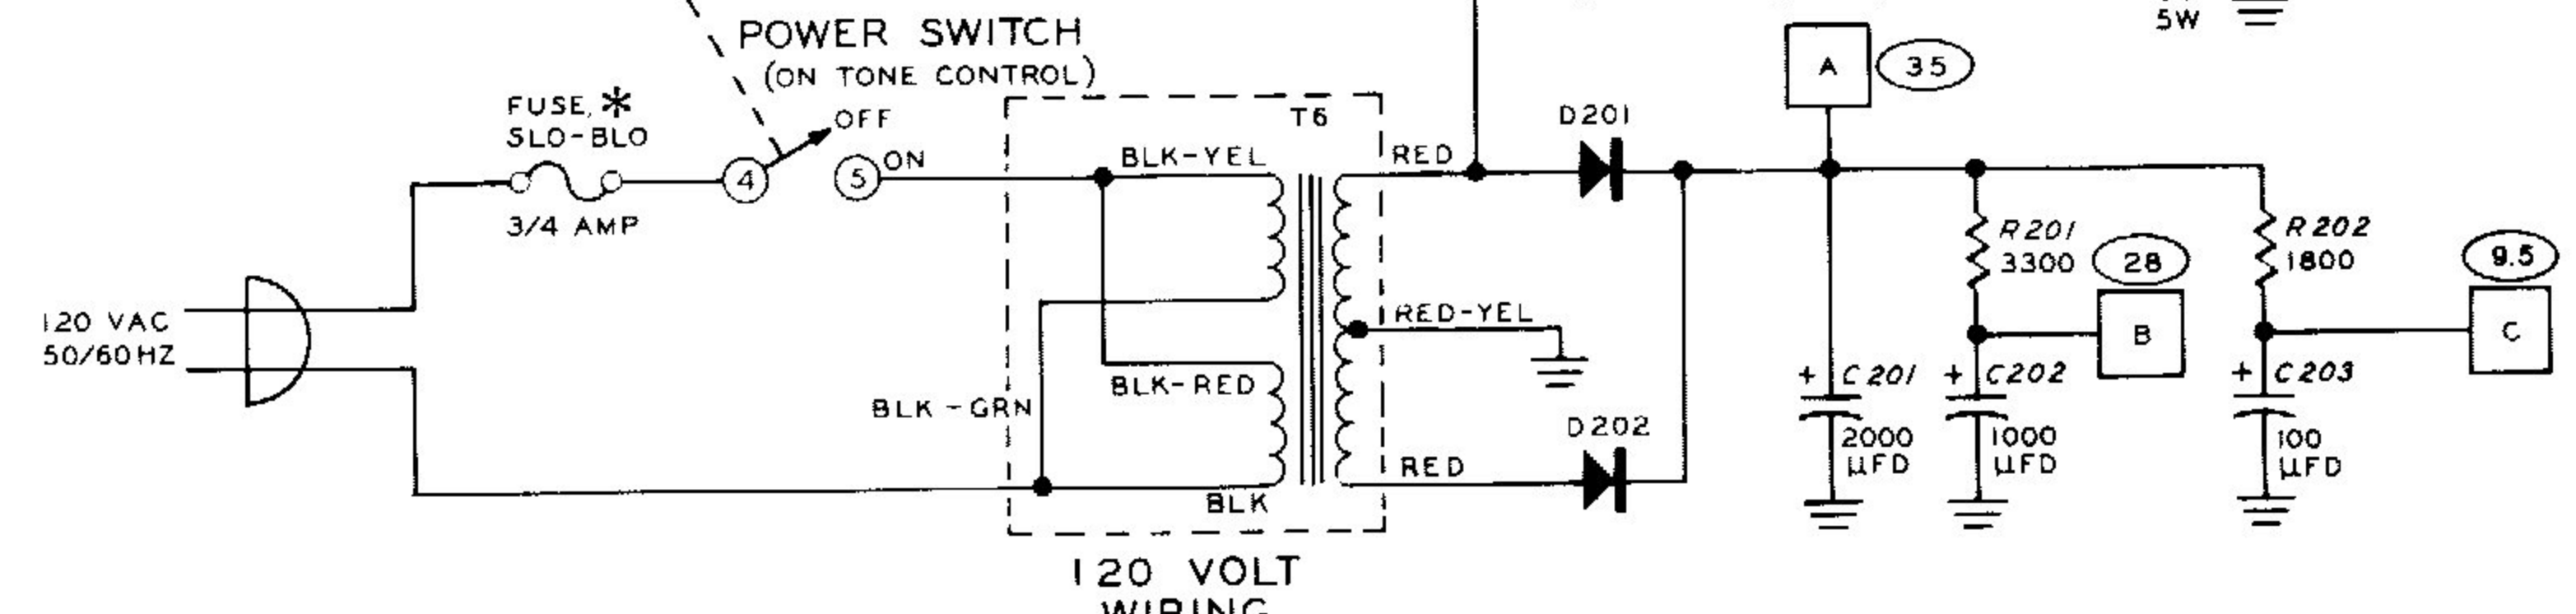 5W
POWER SWITCH
(ON TONE CONTROL)
A
35
FUSE, *
SLO-BLO
OFF
T6
D201
4
5
ON
BLK-YEL
RED
3/4 AMP
R201
3300
28
R202
1800
9.5
120 VAC
50/60HZ
RED-YEL
B
C
BLK-RED
BLK-GRN
+ C201
2000
µFD
+ C202
1000
µFD
+ C203
100
µFD
D202
RED
BLK
120 VOLT
WIRING